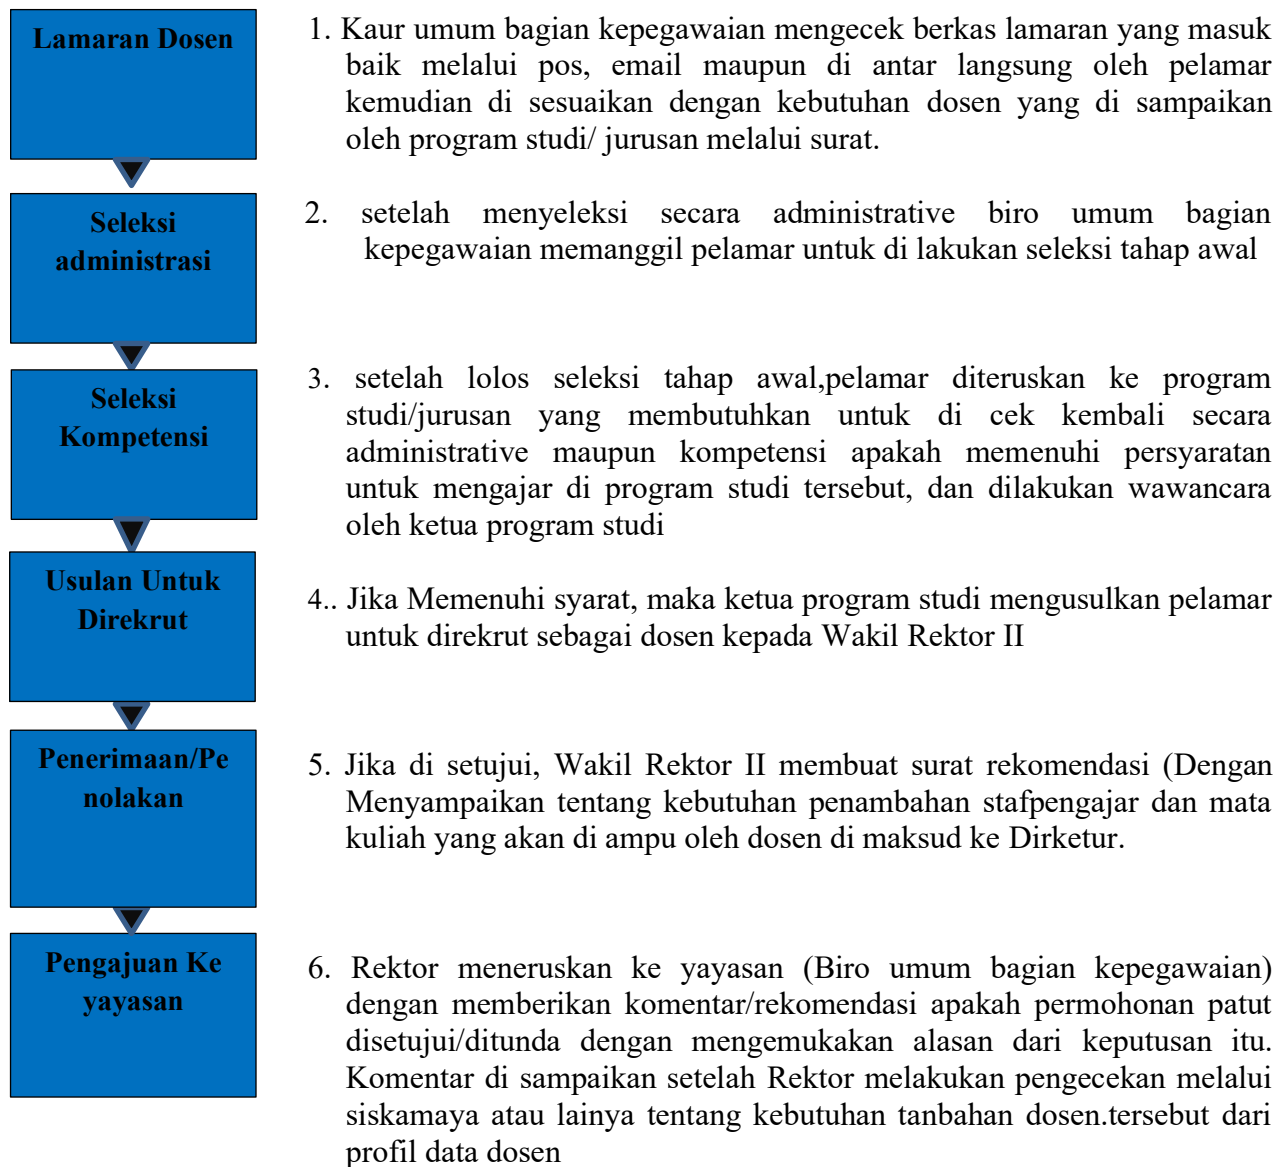 Lamaran Dosen
1. Kaur umum bagian kepegawaian mengecek berkas lamaran yang masuk
baik melalui pos, email maupun di antar langsung oleh pelamar
kemudian di sesuaikan dengan kebutuhan dosen yang di sampaikan
oleh program studi/ jurusan melalui surat.
Seleksi
administrasi
2. setelah menyeleksi secara administrative biro umum bagian
kepegawaian memanggil pelamar untuk di lakukan seleksi tahap awal
Seleksi
Kompetensi
3. setelah lolos seleksi tahap awal,pelamar diteruskan ke program
studi/jurusan yang membutuhkan untuk di cek kembali secara
administrative maupun kompetensi apakah memenuhi persyaratan
untuk mengajar di program studi tersebut, dan dilakukan wawancara
oleh ketua program studi
Usulan Untuk
Direkrut
4.. Jika Memenuhi syarat, maka ketua program studi mengusulkan pelamar
untuk direkrut sebagai dosen kepada Wakil Rektor II
Penerimaan/Pe
nolakan
5. Jika di setujui, Wakil Rektor II membuat surat rekomendasi (Dengan
Menyampaikan tentang kebutuhan penambahan stafpengajar dan mata
kuliah yang akan di ampu oleh dosen di maksud ke Dirketur.
Pengajuan Ke
yayasan
6. Rektor meneruskan ke yayasan (Biro umum bagian kepegawaian)
dengan memberikan komentar/rekomendasi apakah permohonan patut
disetujui/ditunda dengan mengemukakan alasan dari keputusan itu.
Komentar di sampaikan setelah Rektor melakukan pengecekan melalui
siskamaya atau lainya tentang kebutuhan tanbahan dosen.tersebut dari
profil data dosen